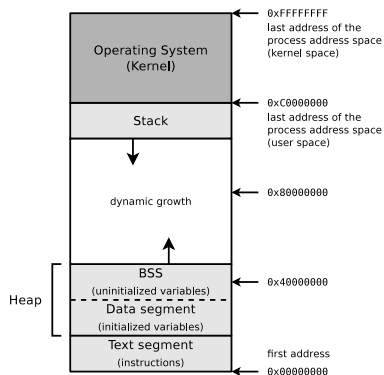 0xFFFFFFFF
last address of the
process address space
(kernel space)
Operating System
(Kernel)
0xC0000000
last address of the
process address space
(user space)
Stack
dynamic growth
0x80000000
BSS
(uninitialized variables)
0x40000000
Heap
Data segment
(initialized variables)
Text segment
(instructions)
first address
0x00000000